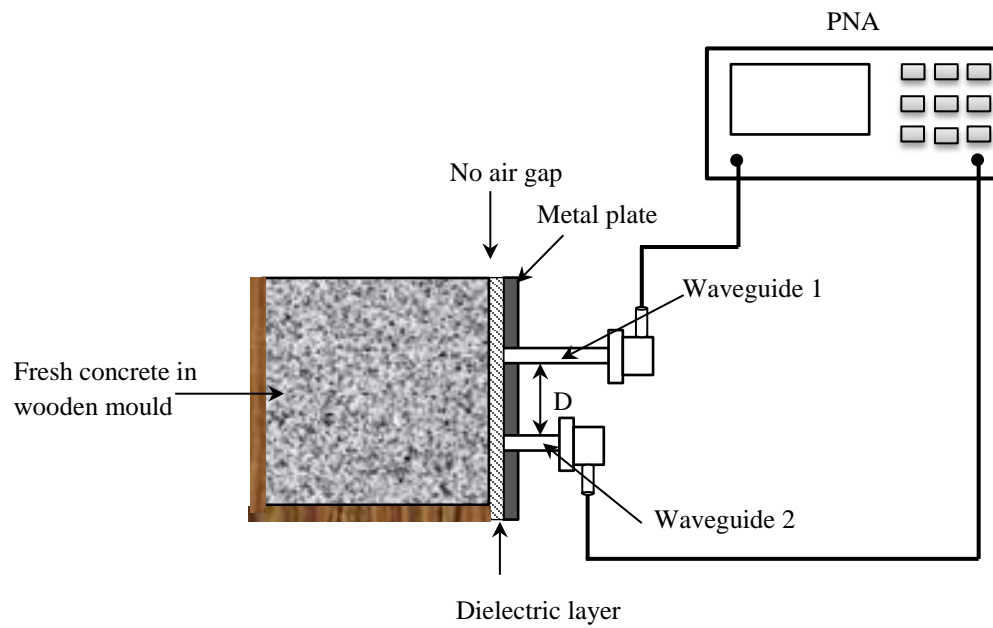 PNA
No air gap
Metal plate
Waveguide 1
Fresh concrete in
wooden mould
D
Waveguide 2
Dielectric layer